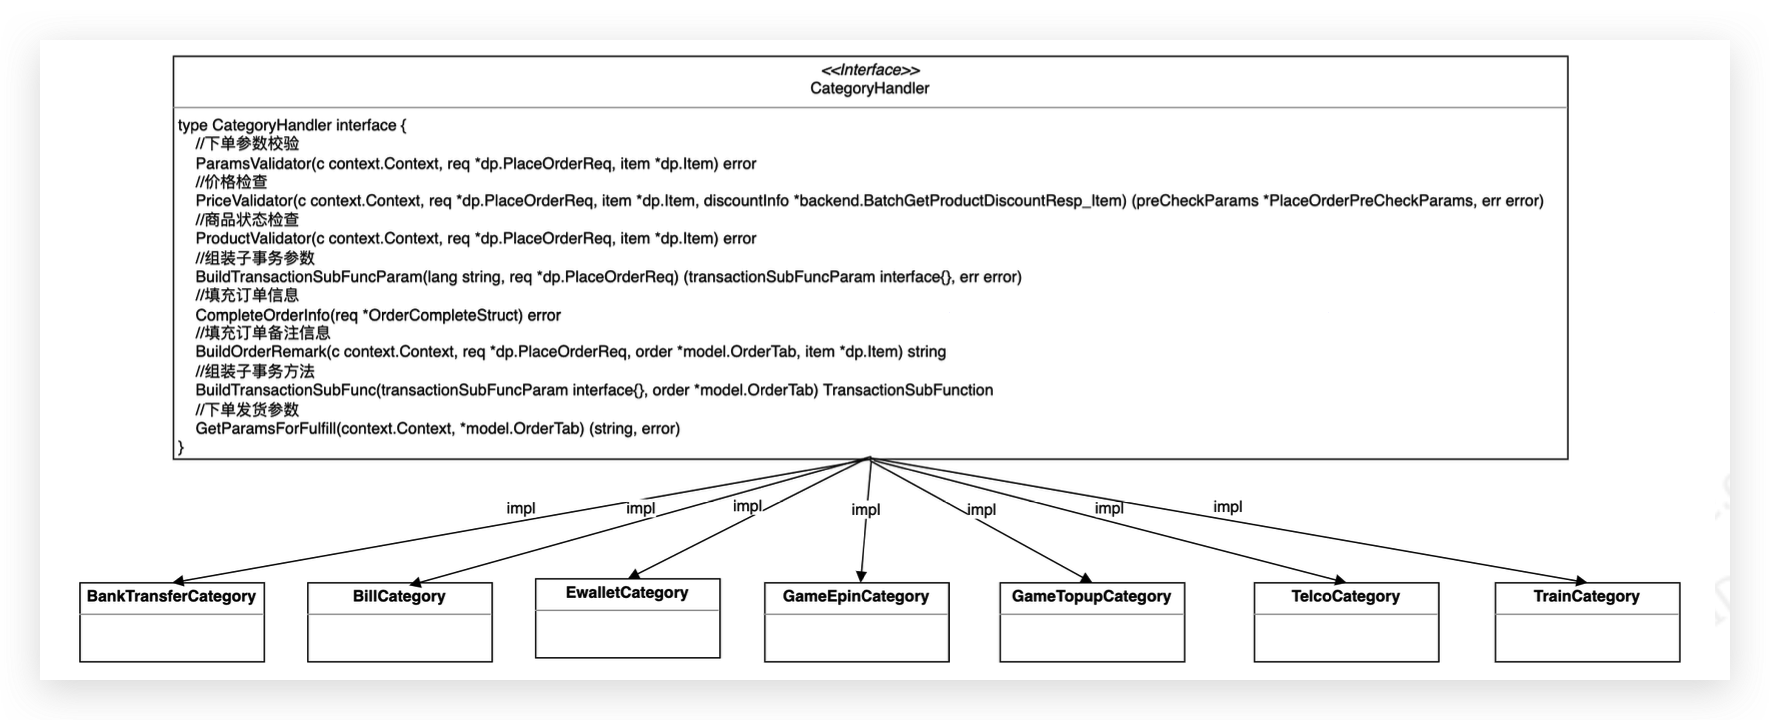 <<Interface>>
CategoryHandler
type CategoryHandler interface {
//下单参数校验
ParamsValidator(c context.Context, req *dp.PlaceOrderReq, item *dp.Item) error
//价格检查
PriceValidator(c context.Context, req *dp.PlaceOrderReq, item *dp.Item, discountInfo *backend.BatchGetProductDiscountResp_Item) (preCheckParams *PlaceOrderPreCheckParams, err error)
//商品状态检查
ProductValidator(c context.Context, req *dp.PlaceOrderReq, item *dp.Item) error
//组装子事务参数
BuildTransactionSubFuncParam(lang string, req *dp.PlaceOrderReq) (transactionSubFuncParam interface{}, err error)
//填充订单信息
CompleteOrderInfo(req *OrderCompleteStruct) error
//填充订单备注信息
BuildOrderRemark(c context.Context, req *dp.PlaceOrderReq, order *model.OrderTab, item *dp.Item) string
//组装子事务方法
BuildTransactionSubFunc(transactionSubFuncParam interface{}, order *model.OrderTab) TransactionSubFunction
//下单发货参数
GetParamsForFulfill(context.Context, *model.OrderTab) (string, error)
}
impl impl impl impl impl impl impl
BankTransferCategory BillCategory EwalletCategory GameEpinCategory GameTopupCategory TelcoCategory TrainCategory